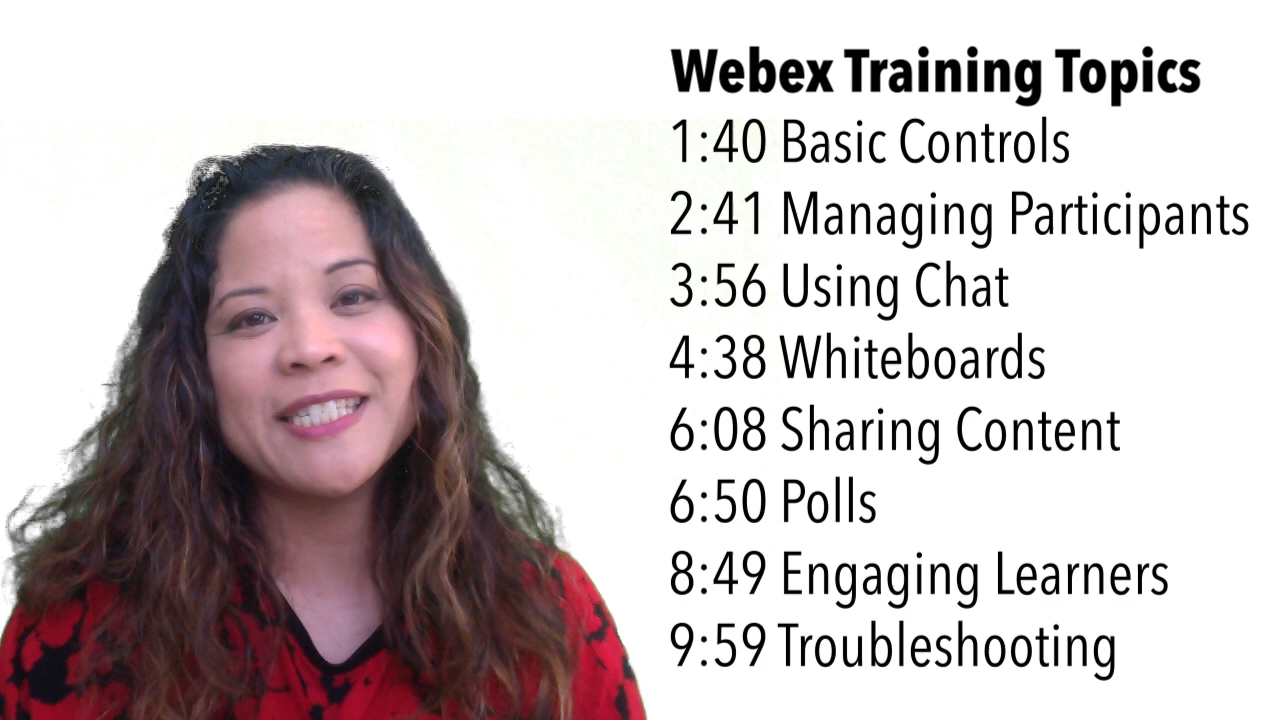 Webex Training Topics
1:40 Basic Controls
2:41 Managing Participants
3:56 Using Chat
4:38 Whiteboards
6:08 Sharing Content
6:50 Polls
8:49 Engaging Learners
9:59 Troubleshooting